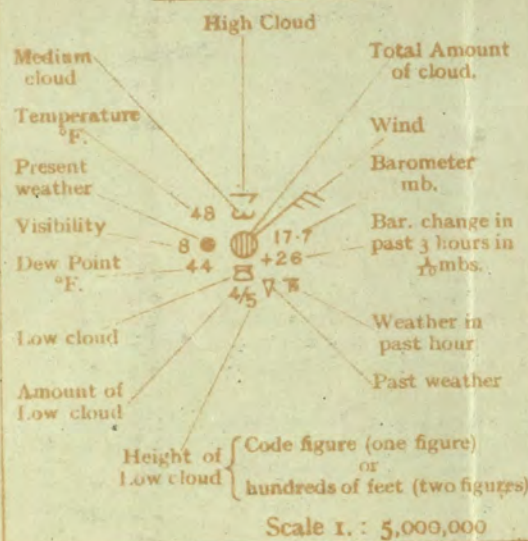 High Cloud
Medium
cloud
Total Amount
of cloud.
Temperature
°F.
Wind
Present
weather
Barometer
mb.
48
Visibility
8
17·7
Bar. change in
past 3 hours in
1/10 mbs.
Dew Point
°F.
44
+26
4/5
Low cloud
Weather in
past hour
Amount of
Low cloud
Past weather
Height of
Low cloud
Code figure (one figure)
or
hundreds of feet (two figures)
Scale 1. : 5,000,000